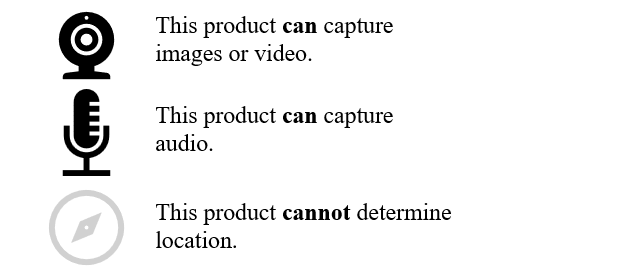 This product can capture
images or video.
This product can capture
audio.
This product cannot determine
location.